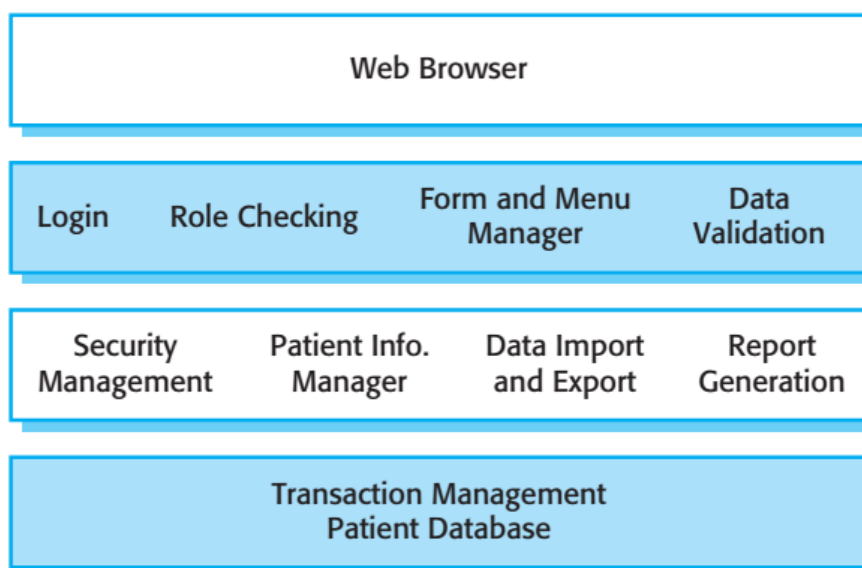 Web Browser
Login
Role Checking
Form and Menu
Manager
Data
Validation
Security
Management
Patient Info.
Manager
Data Import
and Export
Report
Generation
Transaction Management
Patient Database